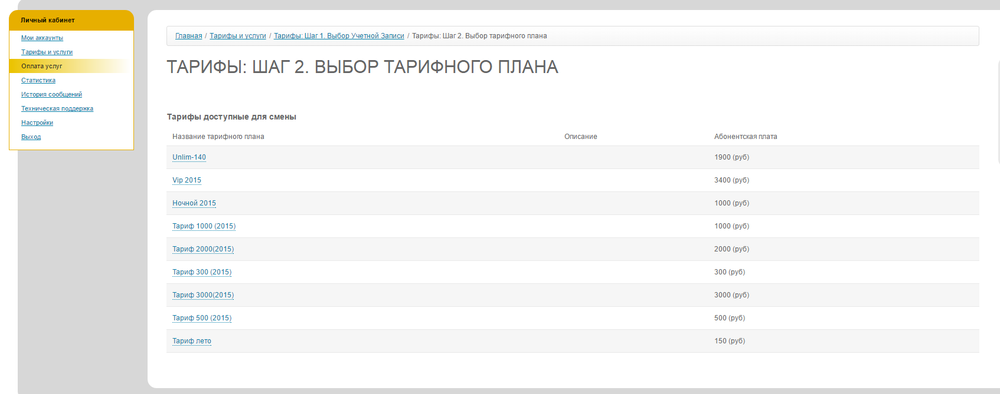 Личный кабинет
Мои аккаунты
Тарифы и услуги
Оплата услуг
Статистика
История сообщений
Техническая поддержка
Настройки
Выход
Главная / Тарифы и услуги / Тарифы: Шаг 1. Выбор Учетной Записи / Тарифы: Шаг 2. Выбор тарифного плана
ТАРИФЫ: ШАГ 2. ВЫБОР ТАРИФНОГО ПЛАНА
Тарифы доступные для смены
Название тарифного плана Описание Абонентская плата
Unlim-140 1900 (руб)
Vip 2015 3400 (руб)
Ночной 2015 1000 (руб)
Тариф 1000 (2015) 1000 (руб)
Тариф 2000(2015) 2000 (руб)
Тариф 300 (2015) 300 (руб)
Тариф 3000(2015) 3000 (руб)
Тариф 500 (2015) 500 (руб)
Тариф лето 150 (руб)